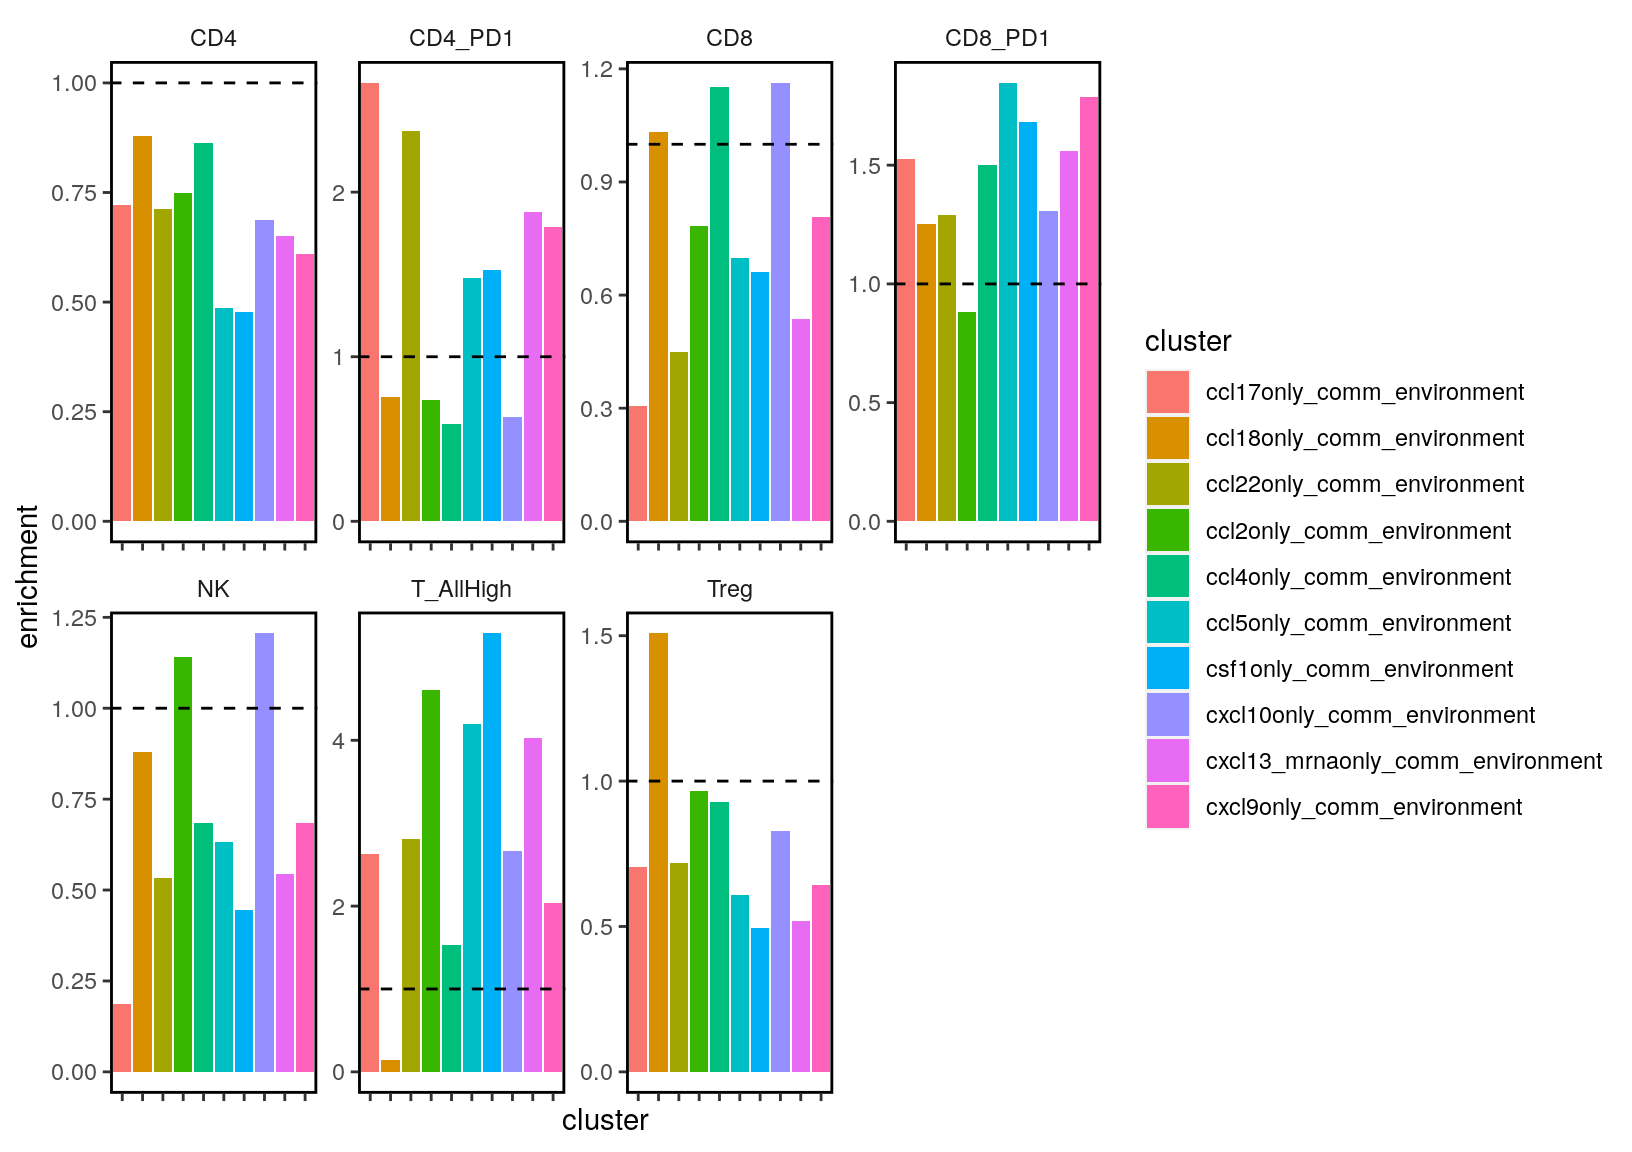 CD4 CD4_PD1 CD8 CD8_PD1
1.00
0.75
0.50
0.25
0.00
2
1
0
1.2
0.9
0.6
0.3
0.0
1.5
1.0
0.5
0.0
NK T_AllHigh Treg
1.25
1.00
0.75
0.50
0.25
0.00
4
2
0
1.5
1.0
0.5
0.0
enrichment
cluster
cluster
ccl17only_comm_environment
ccl18only_comm_environment
ccl22only_comm_environment
ccl2only_comm_environment
ccl4only_comm_environment
ccl5only_comm_environment
csf1only_comm_environment
cxcl10only_comm_environment
cxcl13_mrnaonly_comm_environment
cxcl9only_comm_environment